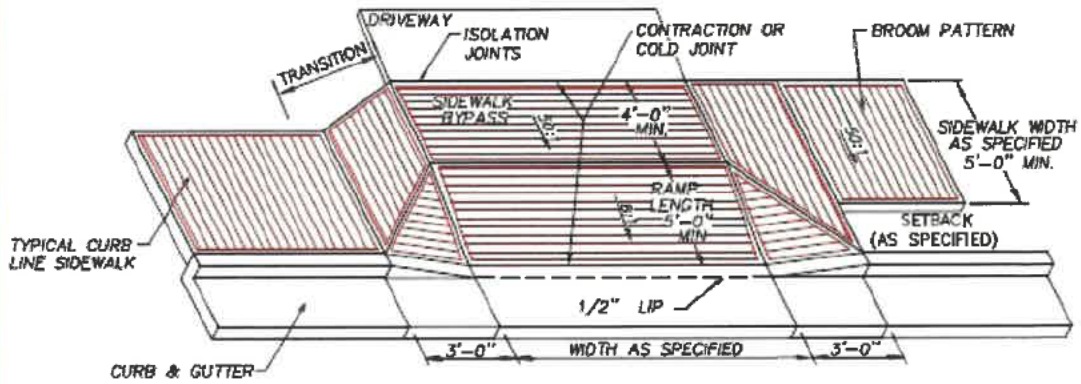 DRIVEWAY
ISOLATION
JOINTS
CONTRACTION OR
COLD JOINT
BROOM PATTERN
TRANSITION
SIDEWALK
BYPASS
4'-0"
MIN.
SIDEWALK WIDTH
AS SPECIFIED
5'-0" MIN.
RAMP
LENGTH
5'-0"
MIN
SETBACK
(AS SPECIFIED)
TYPICAL CURB
LINE SIDEWALK
1/2" LIP
3'-0"
WIDTH AS SPECIFIED
3'-0"
CURB & GUTTER